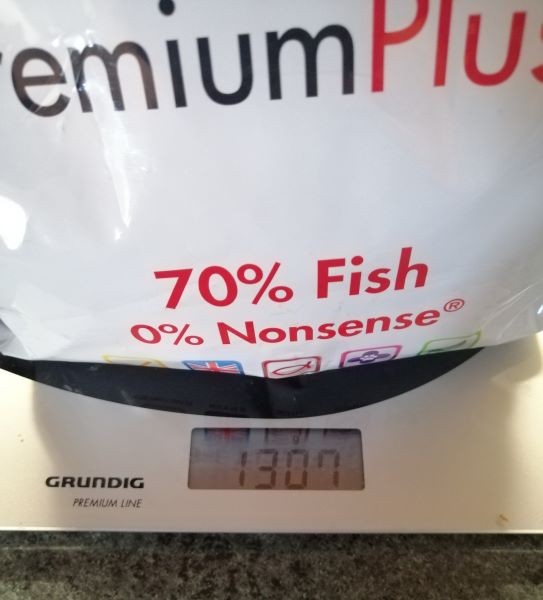 emiumPlus
70% Fish
0% Nonsense®
1307
GRUNDIG
PREMIUM LINE